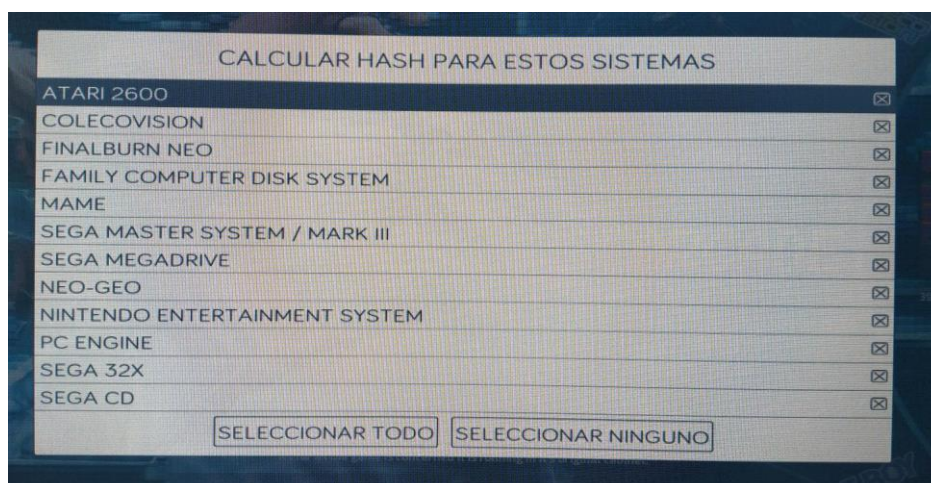 CALCULAR HASH PARA ESTOS SISTEMAS
ATARI 2600
COLECOVISION
FINALBURN NEO
FAMILY COMPUTER DISK SYSTEM
MAME
SEGA MASTER SYSTEM / MARK III
SEGA MEGADRIVE
NEO-GEO
NINTENDO ENTERTAINMENT SYSTEM
PC ENGINE
SEGA 32X
SEGA CD
SELECCIONAR TODO SELECCIONAR NINGUNO